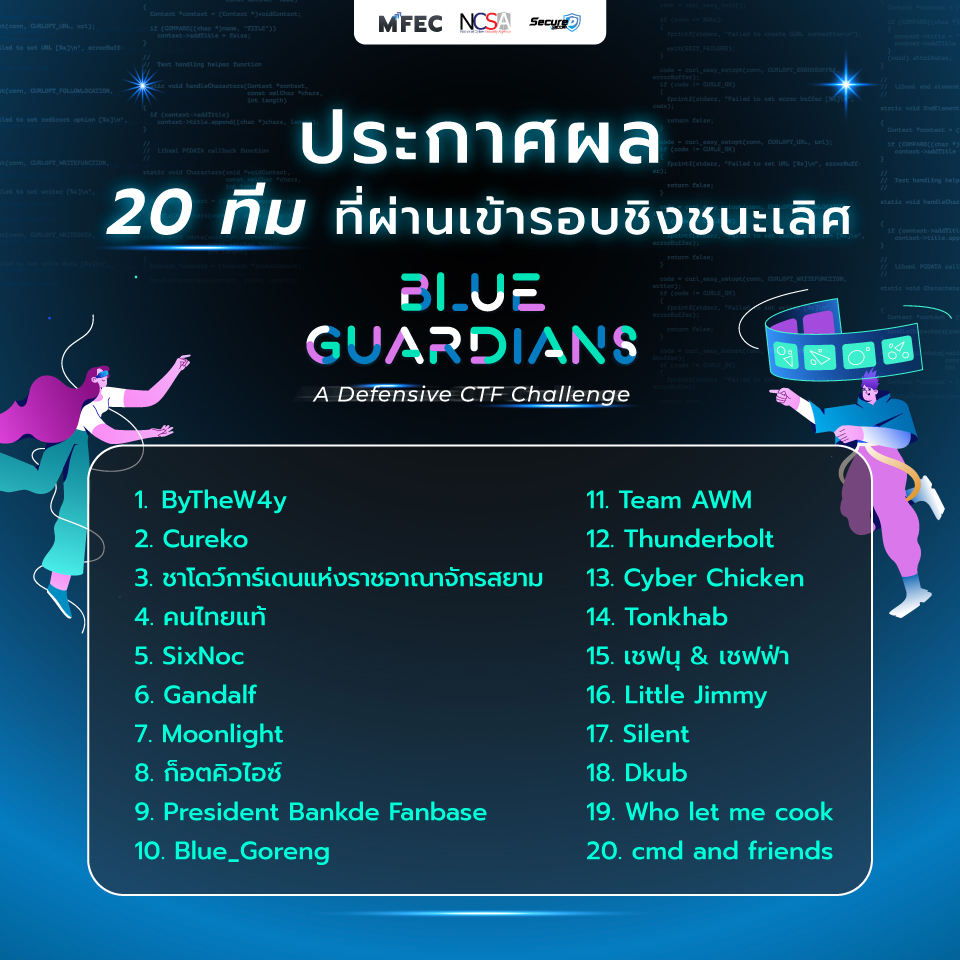 MFEC NCSA Secure
ประกาศผล
20 ทีม ที่ผ่านเข้ารอบชิงชนะเลิศ
BLUE
GUARDIANS
A Defensive CTF Challenge
1. ByTheW4y
2. Cureko
3. ชาโดว์การ์เดนแห่งราชอาณาจักรสยาม
4. คนไทยแท้
5. SixNoc
6. Gandalf
7. Moonlight
8. ก็อตคิวไอซ์
9. President Bankde Fanbase
10. Blue_Goreng
11. Team AWM
12. Thunderbolt
13. Cyber Chicken
14. Tonkhab
15. เชฟนุ & เชฟฟ่า
16. Little Jimmy
17. Silent
18. Dkub
19. Who let me cook
20. cmd and friends